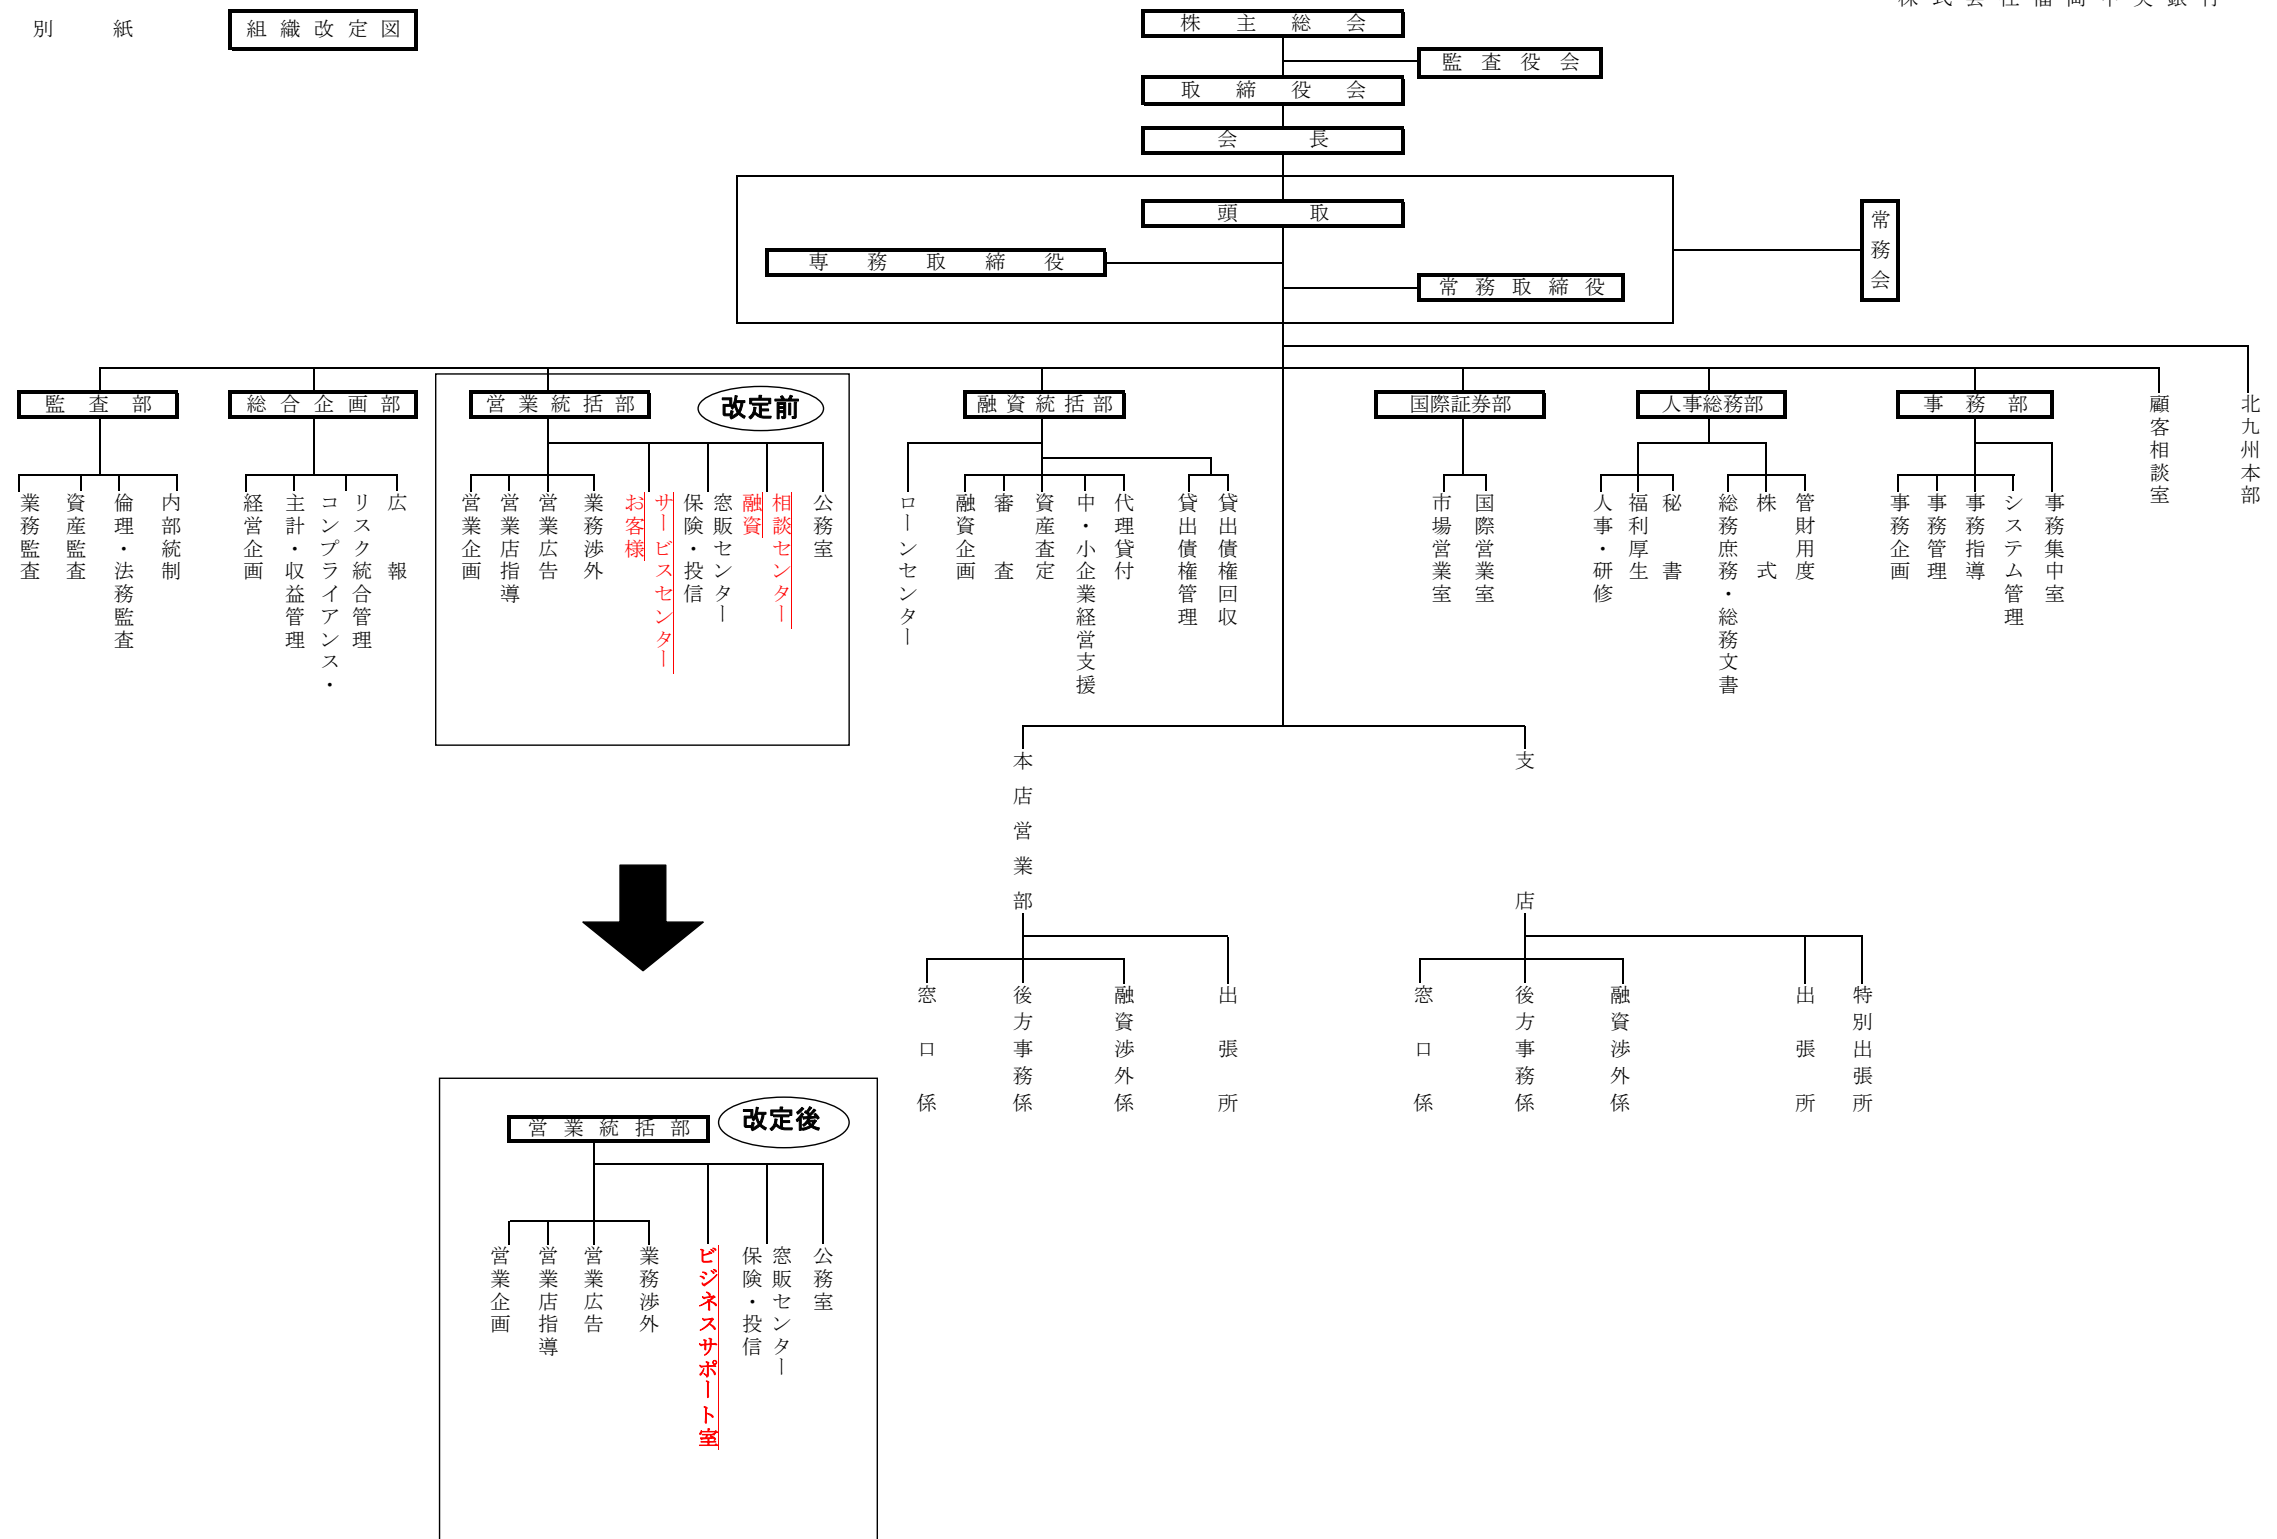 株式会社福岡中央銀行
別紙
組織改定図
株主総会
監査役会
取締役会
会長
頭取
専務取締役
常務取締役
常務会
監査部
総合企画部
営業統括部
改定前
融資統括部
国際証券部
人事総務部
事務部
顧客相談室
北九州本部
業務監査
資産監査
倫理・法務監査
内部統制
経営企画
主計・収益管理
コンプライアンス・
リスク統合管理
広報
営業企画
営業店指導
営業広告
業務渉外
お客様
サービスセンター
保険・投信
窓販センター
融資
相談センター
公務室
ローンセンター
融資企画
審査
資産査定
中・小企業経営支援
代理貸付
貸出債権管理
貸出債権回収
市場営業室
国際営業室
人事・研修
福利厚生
秘書
総務庶務・総務文書
株式
管財用度
事務企画
事務管理
事務指導
システム管理
事務集中室
本店営業部
支店
窓口係
後方事務係
融資渉外係
出張所
窓口係
後方事務係
融資渉外係
出張所
特別出張所
営業統括部
改定後
営業企画
営業店指導
営業広告
業務渉外
ビジネスサポート室
保険・投信
窓販センター
公務室